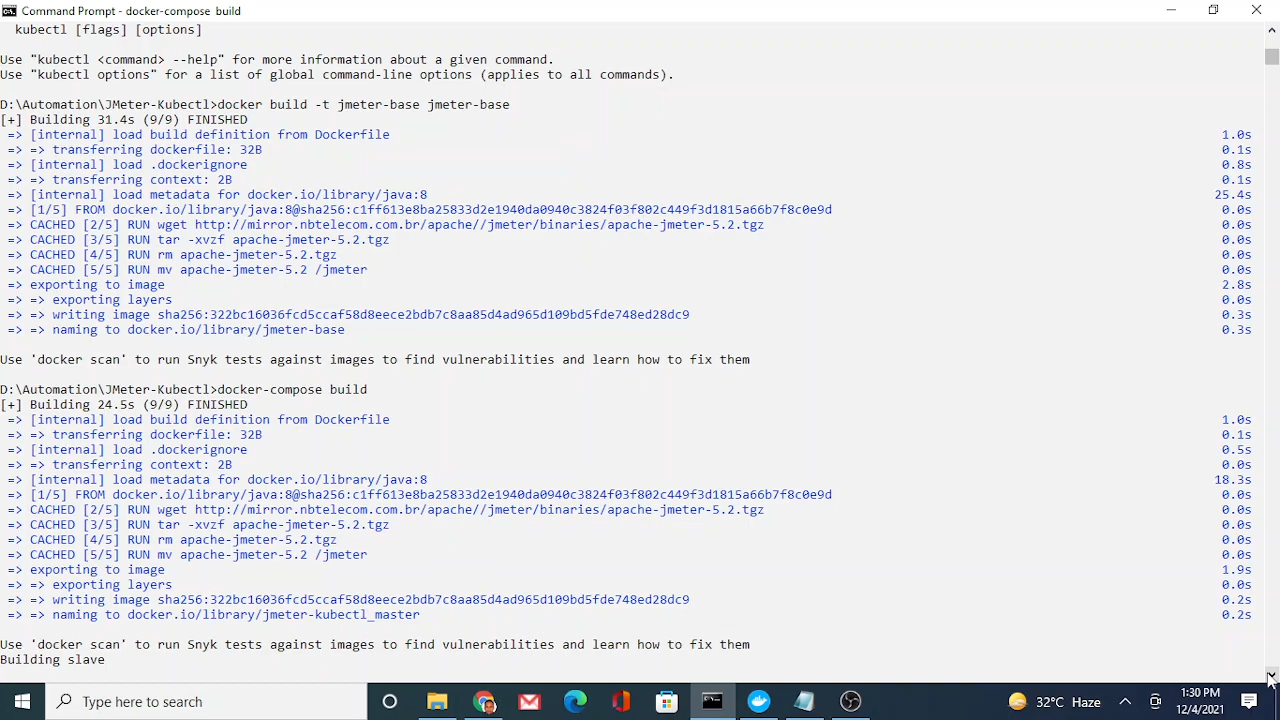 Command Prompt - docker-compose build
kubectl [flags] [options]
Use "kubectl <command> --help" for more information about a given command.
Use "kubectl options" for a list of global command-line options (applies to all commands).
D:\Automation\JMeter-Kubectl>docker build -t jmeter-base jmeter-base
[+] Building 31.4s (9/9) FINISHED
=> [internal] load build definition from Dockerfile 1.0s
=> => transferring dockerfile: 32B 0.1s
=> [internal] load .dockerignore 0.8s
=> => transferring context: 2B 0.1s
=> [internal] load metadata for docker.io/library/java:8 25.4s
=> [1/5] FROM docker.io/library/java:8@sha256:c1ff613e8ba25833d2e1940da0940c3824f03f802c449f3d1815a66b7f8c0e9d 0.0s
=> CACHED [2/5] RUN wget http://mirror.nbtelecom.com.br/apache//jmeter/binaries/apache-jmeter-5.2.tgz 0.0s
=> CACHED [3/5] RUN tar -xvzf apache-jmeter-5.2.tgz 0.0s
=> CACHED [4/5] RUN rm apache-jmeter-5.2.tgz 0.0s
=> CACHED [5/5] RUN mv apache-jmeter-5.2 /jmeter 0.0s
=> exporting to image 2.8s
=> => exporting layers 0.0s
=> => writing image sha256:322bc16036fcd5ccaf58d8eece2bdb7c8aa85d4ad965d109bd5fde748ed28dc9 0.3s
=> => naming to docker.io/library/jmeter-base 0.3s
Use 'docker scan' to run Snyk tests against images to find vulnerabilities and learn how to fix them
D:\Automation\JMeter-Kubectl>docker-compose build
[+] Building 24.5s (9/9) FINISHED
=> [internal] load build definition from Dockerfile 1.0s
=> => transferring dockerfile: 32B 0.1s
=> [internal] load .dockerignore 0.5s
=> => transferring context: 2B 0.0s
=> [internal] load metadata for docker.io/library/java:8 18.3s
=> [1/5] FROM docker.io/library/java:8@sha256:c1ff613e8ba25833d2e1940da0940c3824f03f802c449f3d1815a66b7f8c0e9d 0.0s
=> CACHED [2/5] RUN wget http://mirror.nbtelecom.com.br/apache//jmeter/binaries/apache-jmeter-5.2.tgz 0.0s
=> CACHED [3/5] RUN tar -xvzf apache-jmeter-5.2.tgz 0.0s
=> CACHED [4/5] RUN rm apache-jmeter-5.2.tgz 0.0s
=> CACHED [5/5] RUN mv apache-jmeter-5.2 /jmeter 0.0s
=> exporting to image 1.9s
=> => exporting layers 0.0s
=> => writing image sha256:322bc16036fcd5ccaf58d8eece2bdb7c8aa85d4ad965d109bd5fde748ed28dc9 0.2s
=> => naming to docker.io/library/jmeter-kubectl_master 0.2s
Use 'docker scan' to run Snyk tests against images to find vulnerabilities and learn how to fix them
Building slave
Type here to search
32°C Haze
1:30 PM
12/4/2021